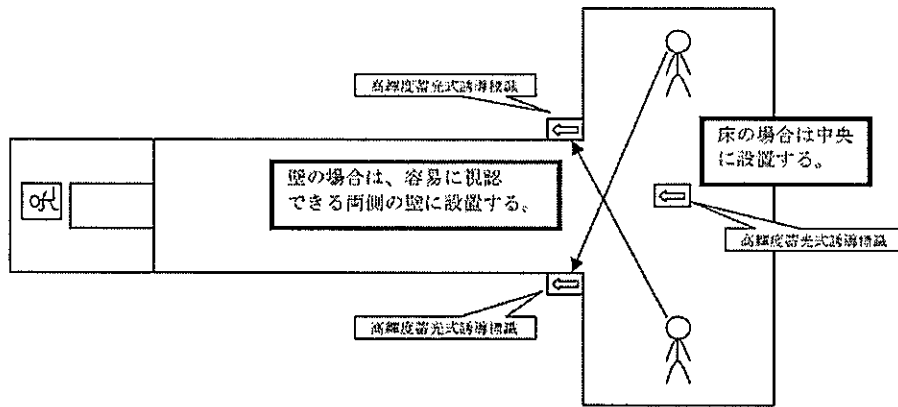 高輝度蓄光式誘導標識
床の場合は中央
に設置する。
壁の場合は、容易に視認
できる両側の壁に設置する。
高輝度蓄光式誘導標識
高輝度蓄光式誘導標識